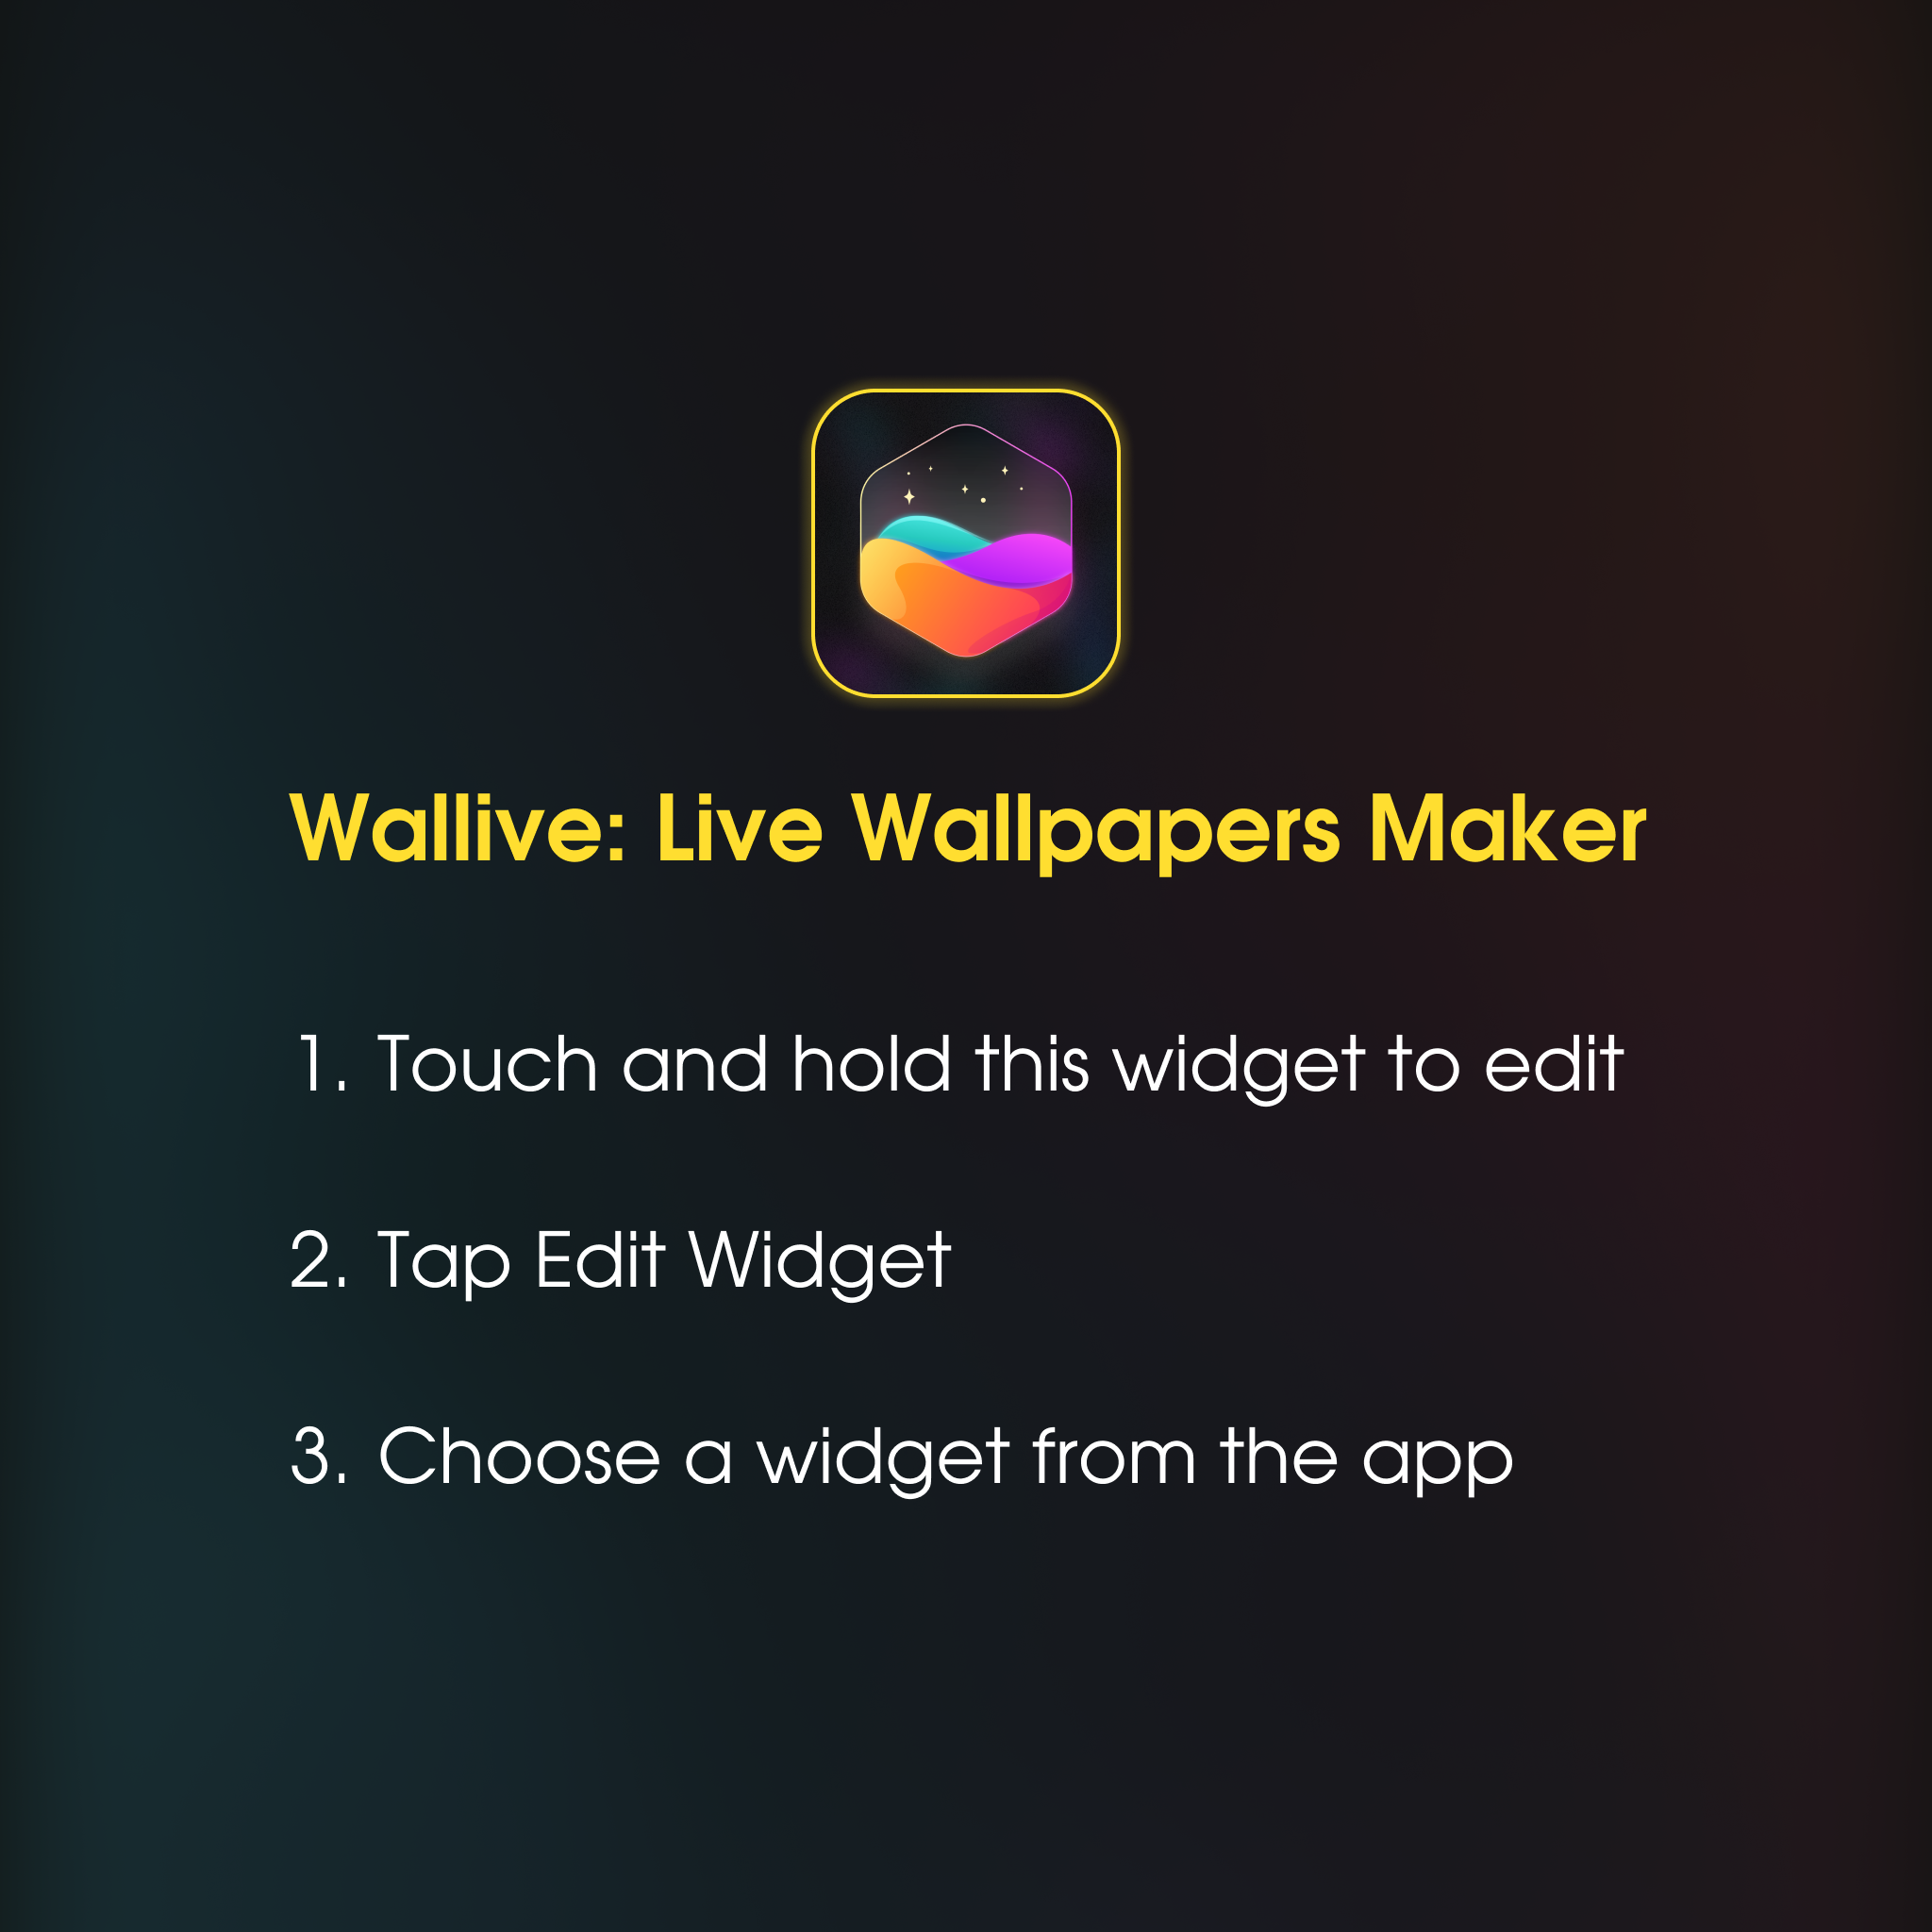 Wallive: Live Wallpapers Maker
1. Touch and hold this widget to edit
2. Tap Edit Widget
3. Choose a widget from the app